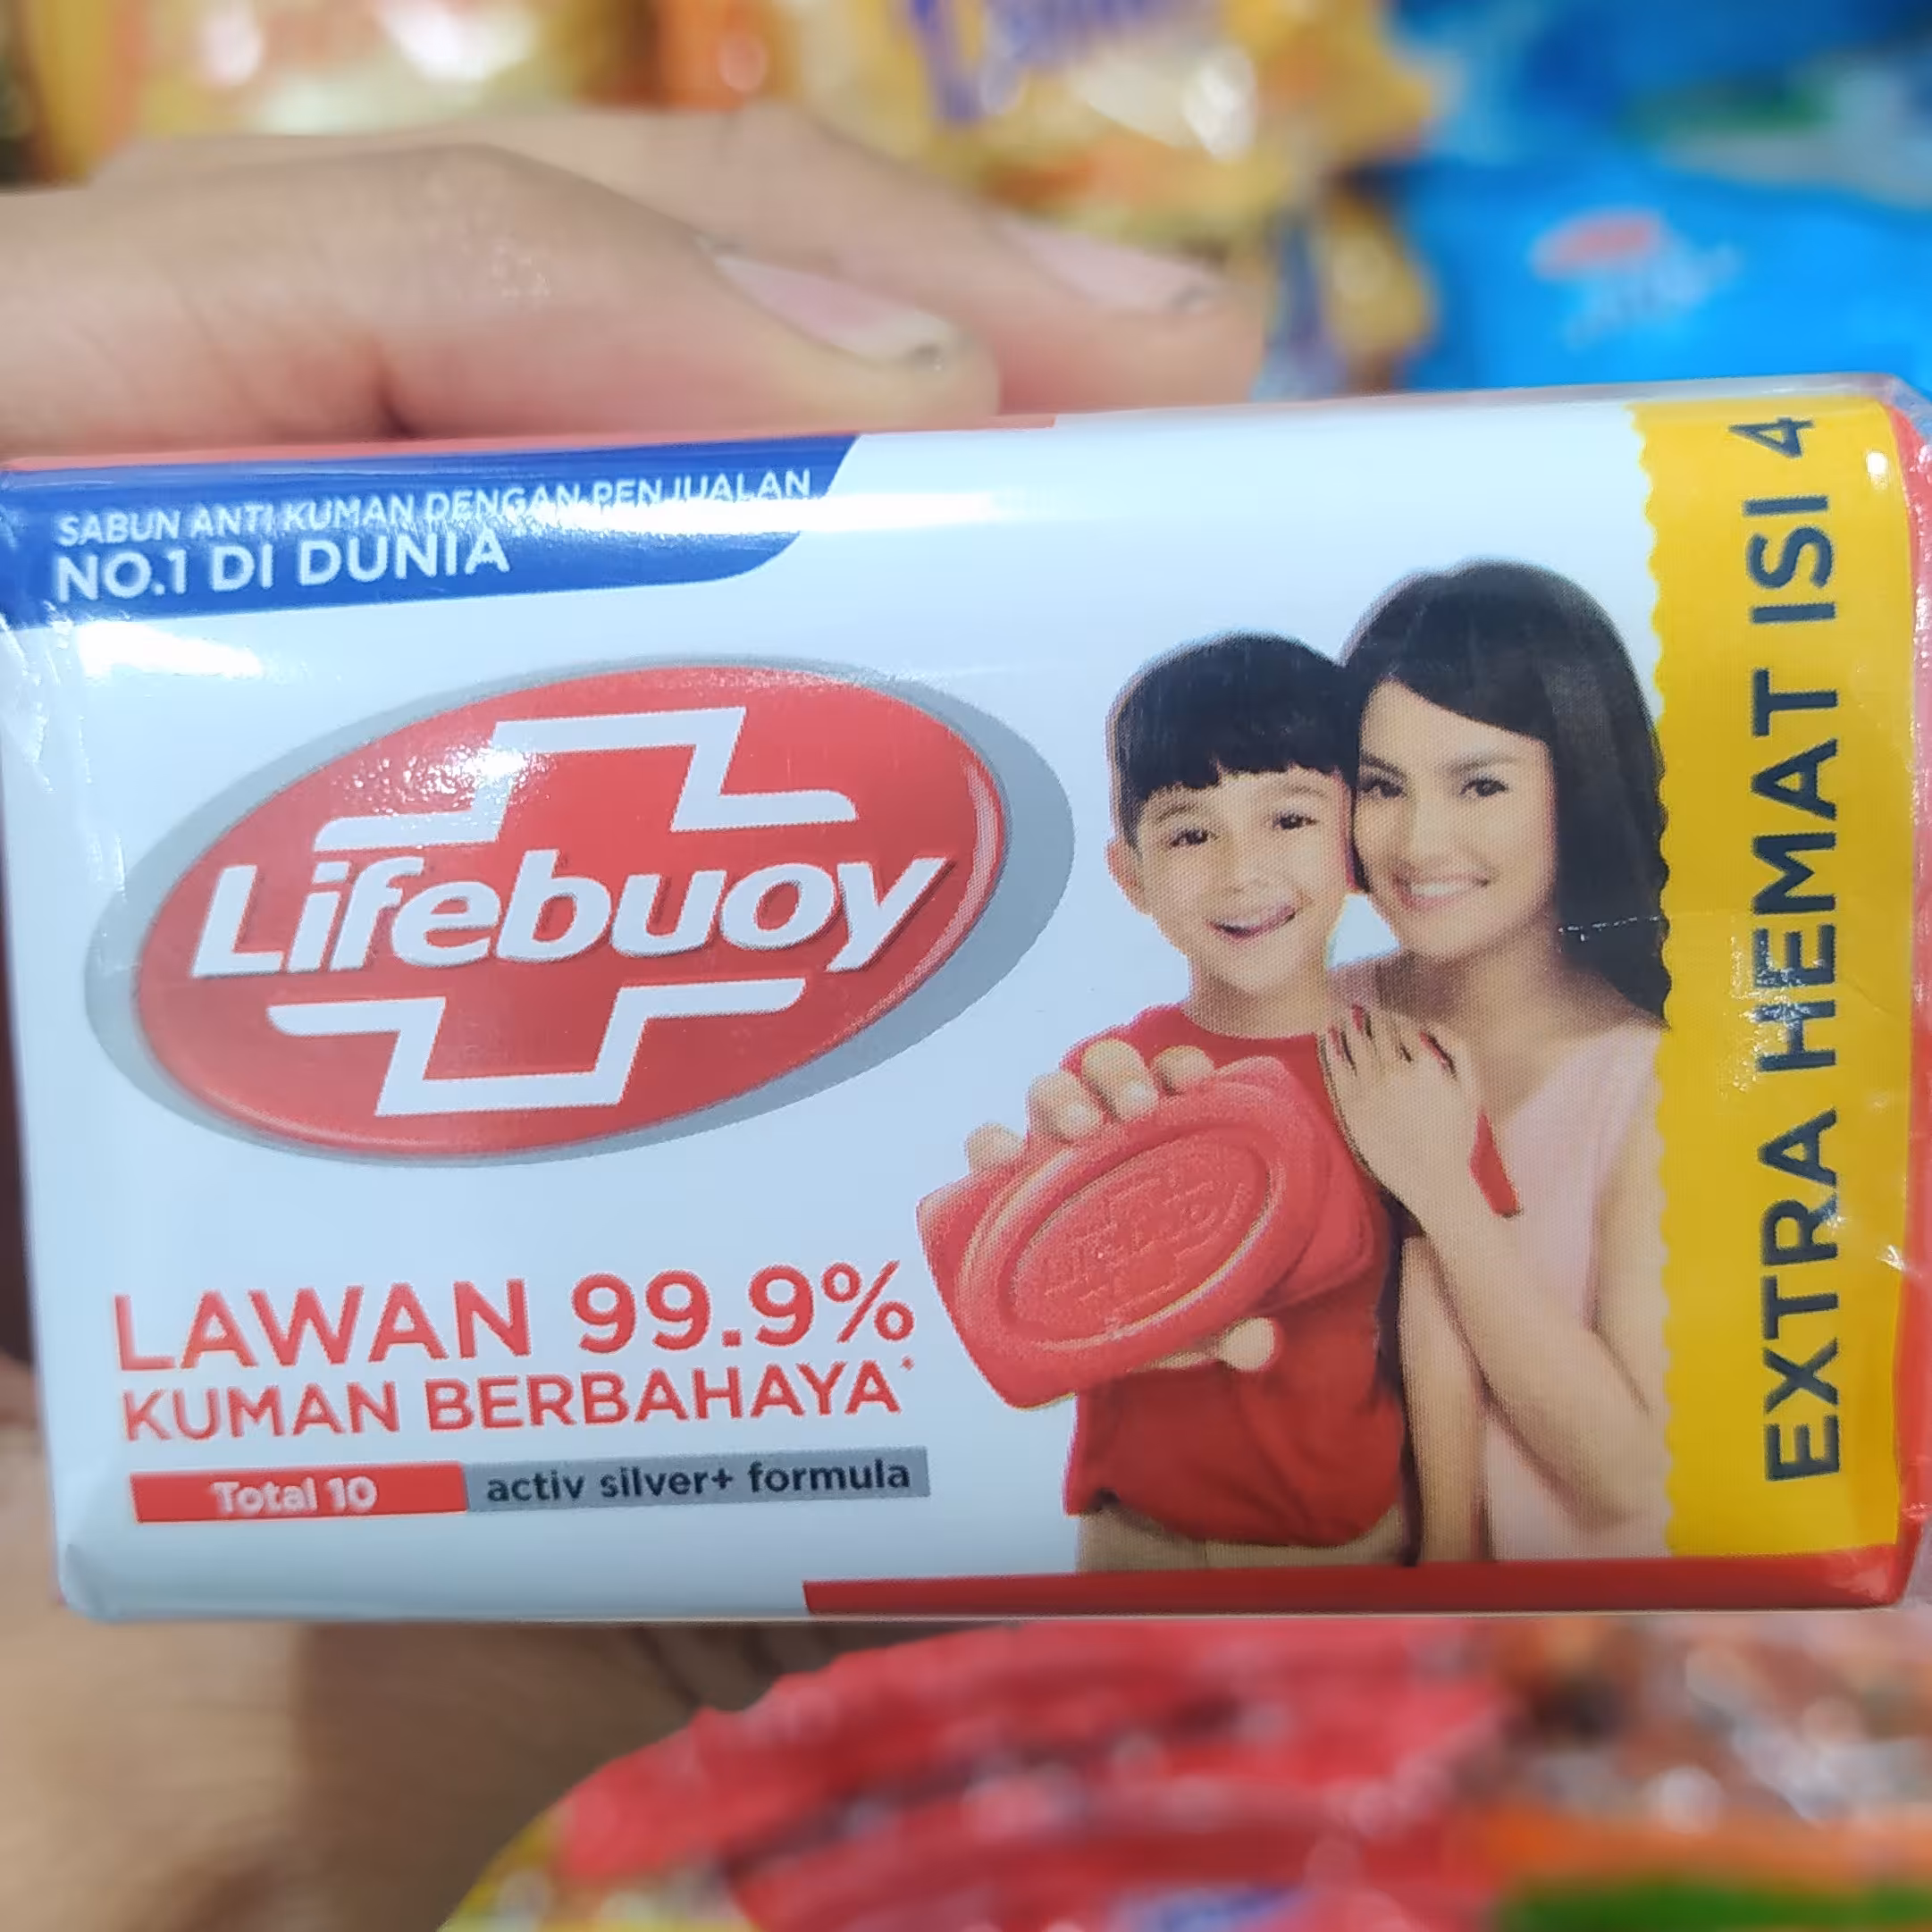 SABUN ANTI KUMAN DENGAN PENJUALAN
NO.1 DI DUNIA
Lifebuoy
LAWAN 99.9%
KUMAN BERBAHAYA*
Total 10 activ silver+ formula
EXTRA HEMAT ISI 4